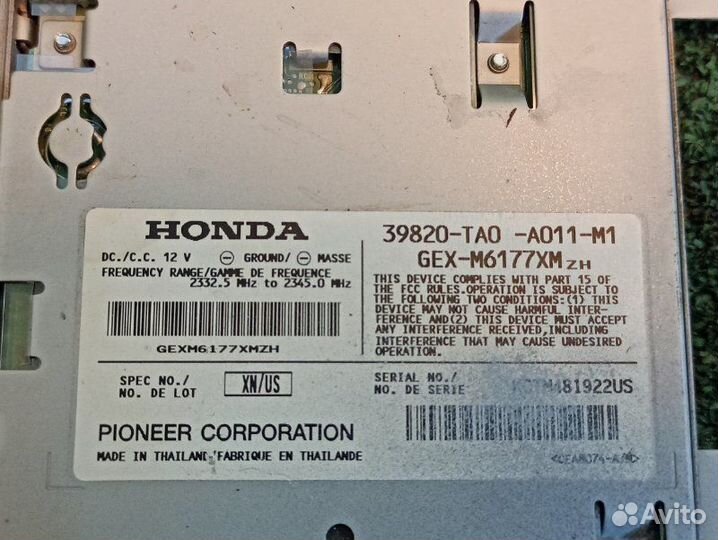 HONDA
DC./C.C. 12 V ⊖ GROUND/ ⊖ MASSE
FREQUENCY RANGE/GAMME DE FREQUENCE
2332.5 MHz to 2345.0 MHz
GEXM6177XMZH
39820-TA0 -A011-M1
GEX-M6177XM ZH
THIS DEVICE COMPLIES WITH PART 15 OF
THE FCC RULES.OPERATION IS SUBJECT TO
THE FOLLOWING TWO CONDITIONS:(1) THIS
DEVICE MAY NOT CAUSE HARMFUL INTER-
FERENCE AND(2) THIS DEVICE MUST ACCEPT
ANY INTERFERENCE RECEIVED,INCLUDING
INTERFERENCE THAT MAY CAUSE UNDESIRED
OPERATION.
SPEC NO./
NO. DE LOT
XN/US
SERIAL NO./
NO. DE SERIE
481922US
PIONEER CORPORATION
MADE IN THAILAND/FABRIQUE EN THAILANDE
Avito